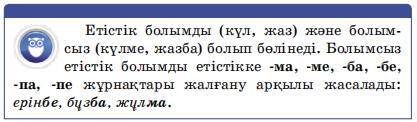 Етістік болымды (күл, жаз) және болым-
сыз (күлме, жазба) болып бөлінеді. Болымсыз
етістік болымды етістікке -ма, -ме, -ба, -бе,
-па, -пе жұрнақтары жалғану арқылы жасалады:
ерінбе, бұзба, жұлма.